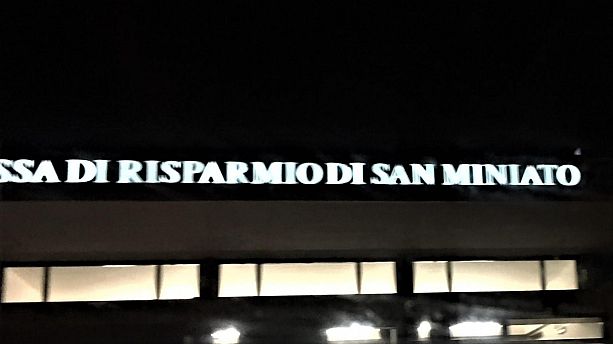 SSA DI RISPARMIO DI SAN MINIATO